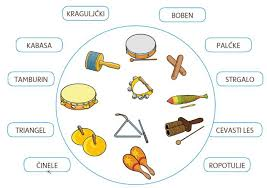 KRAGULJČKI
BOBEN
KABASA
PALČKE
TAMBURIN
STRGALO
TRIANGEL
CEVASTI LES
ČINELE
ROPOTULJE